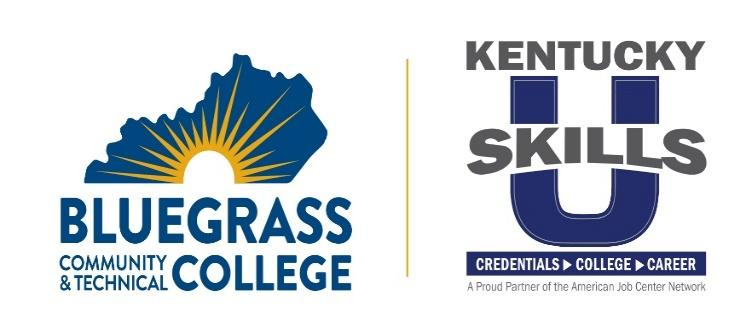 BLUEGRASS
COMMUNITY
& TECHNICAL
COLLEGE
KENTUCKY
U
SKILLS
CREDENTIALS ▶ COLLEGE ▶ CAREER
A Proud Partner of the American Job Center Network